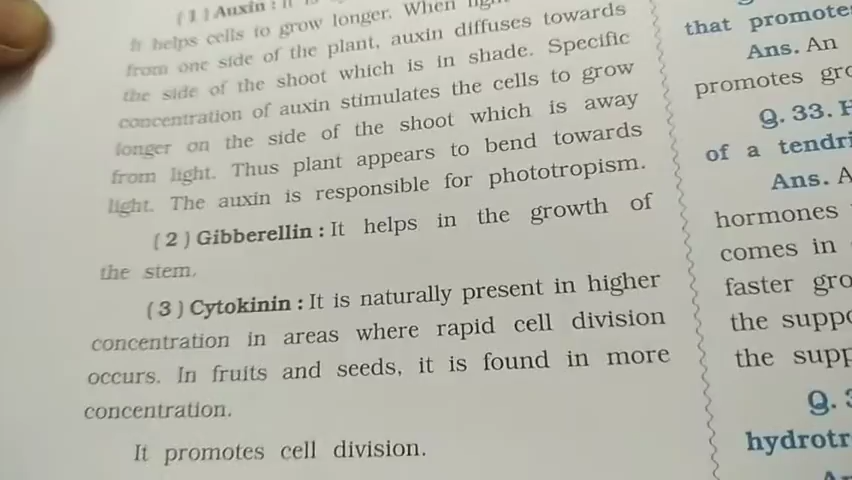 ( 1 ) Auxin : It is
It helps cells to grow longer. When light
from one side of the plant, auxin diffuses towards
the side of the shoot which is in shade. Specific
concentration of auxin stimulates the cells to grow
longer on the side of the shoot which is away
from light. Thus plant appears to bend towards
light. The auxin is responsible for phototropism.
( 2 ) Gibberellin : It helps in the growth of
the stem.
( 3 ) Cytokinin : It is naturally present in higher
concentration in areas where rapid cell division
occurs. In fruits and seeds, it is found in more
concentration.
It promotes cell division.
that promote
Ans. An
promotes gro
Q. 33. H
of a tendri
Ans. A
hormones
comes in
faster gro
the suppo
the supp
Q. 3
hydrotr